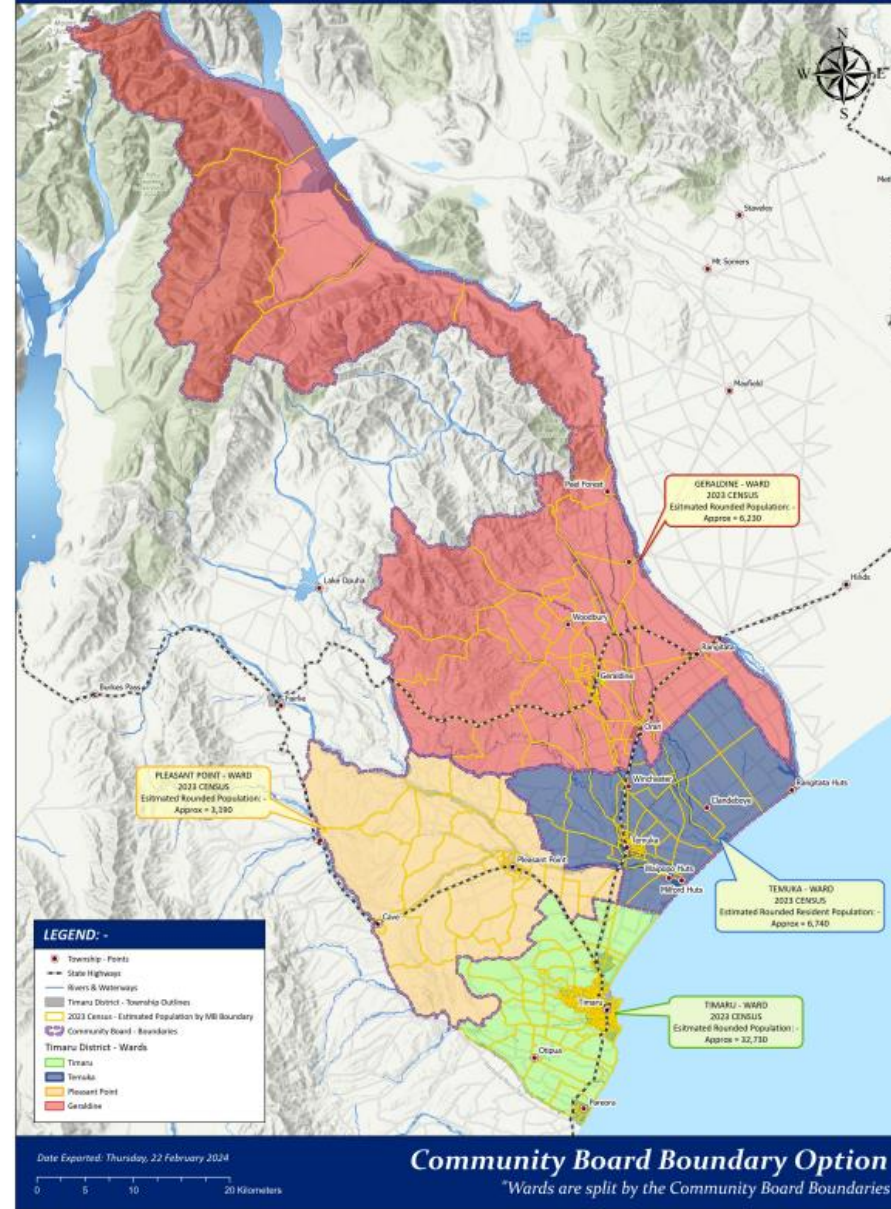 N
W
E
S
Staveley
Mt Somers
Mayfield
Peel Forest
GERALDINE - WARD
2023 CENSUS
Esitmated Rounded Population: -
Approx = 6,230
Hinds
Lake Opuha
Woodbury
Rangitata
Geraldine
Burkes Pass
Fairlie
Orari
PLEASANT POINT - WARD
2023 CENSUS
Esitmated Rounded Population: -
Approx = 3,190
Winchester
Rangitata Huts
Clandeboye
Temuka
Pleasant Point
Waipopo Huts
Milford Huts
TEMUKA - WARD
2023 CENSUS
Estimated Rounded Resident Population: -
Approx = 6,740
Cave
LEGEND: -
Township - Points
State Highways
Rivers & Waterways
Timaru District - Township Outlines
2023 Census - Estimated Population by MB Boundary
Community Board - Boundaries
Timaru District - Wards
Timaru
Temuka
Pleasant Point
Geraldine
Timaru
TIMARU - WARD
2023 CENSUS
Esitmated Rounded Population: -
Approx = 32,730
Otipua
Pareora
Date Exported: Thursday, 22 February 2024
0 5 10 20 Kilometers
Community Board Boundary Option
"Wards are split by the Community Board Boundaries